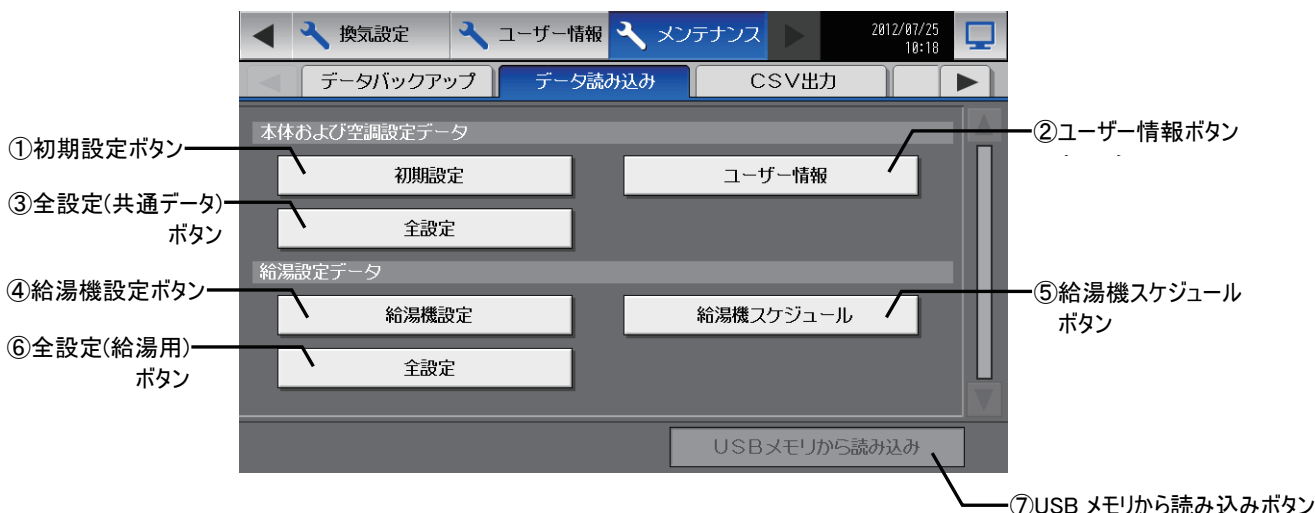 換気設定
ユーザー情報
メンテナンス
2012/07/25
10:18
データバックアップ
データ読み込み
CSV出力
本体および空調設定データ
①初期設定ボタン
②ユーザー情報ボタン
初期設定
ユーザー情報
③全設定(共通データ)
ボタン
全設定
給湯設定データ
④給湯機設定ボタン
⑤給湯機スケジュール
ボタン
給湯機設定
給湯機スケジュール
⑥全設定(給湯用)
ボタン
全設定
USBメモリから読み込み
⑦USB メモリから読み込みボタン